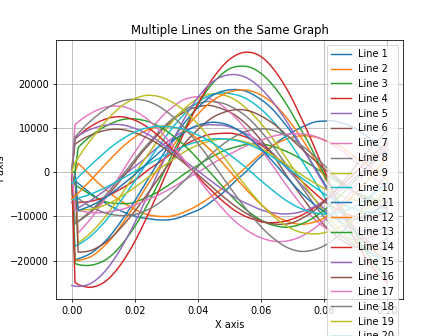 Multiple Lines on the Same Graph
20000
10000
0
−10000
−20000
0.00
0.02
0.04
0.06
0.08
X axis
Line 1
Line 2
Line 3
Line 4
Line 5
Line 6
Line 7
Line 8
Line 9
Line 10
Line 11
Line 12
Line 13
Line 14
Line 15
Line 16
Line 17
Line 18
Line 19